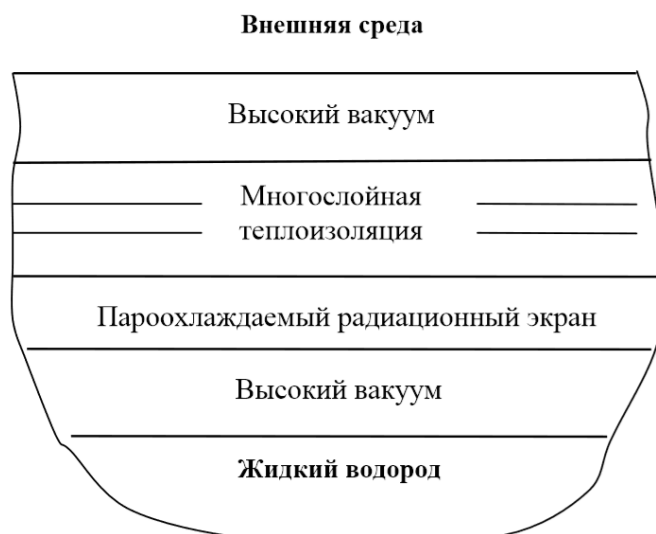 Внешняя среда
Высокий вакуум
Многослойная
теплоизоляция
Пароохлаждаемый радиационный экран
Высокий вакуум
Жидкий водород